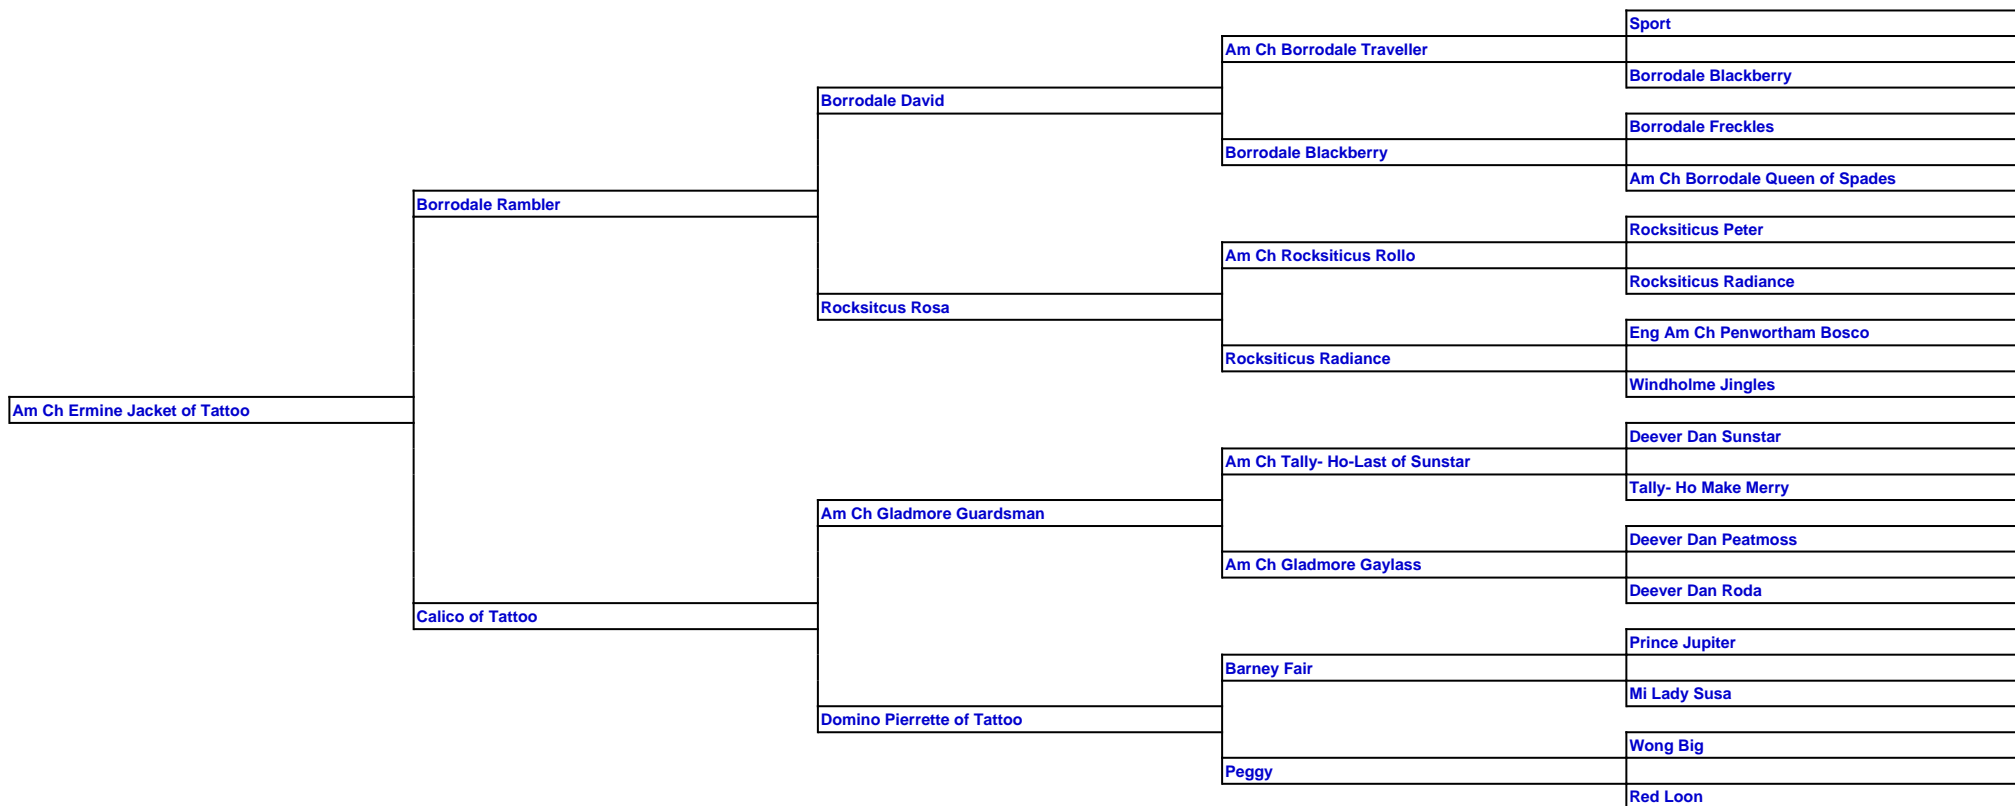 Sport
Am Ch Borrodale Traveller
Borrodale Blackberry
Borrodale David
Borrodale Freckles
Borrodale Blackberry
Am Ch Borrodale Queen of Spades
Borrodale Rambler
Rocksiticus Peter
Am Ch Rocksiticus Rollo
Rocksiticus Radiance
Rocksitcus Rosa
Eng Am Ch Penwortham Bosco
Rocksiticus Radiance
Windholme Jingles
Am Ch Ermine Jacket of Tattoo
Deever Dan Sunstar
Am Ch Tally- Ho-Last of Sunstar
Tally- Ho Make Merry
Am Ch Gladmore Guardsman
Deever Dan Peatmoss
Am Ch Gladmore Gaylass
Deever Dan Roda
Calico of Tattoo
Prince Jupiter
Barney Fair
Mi Lady Susa
Domino Pierrette of Tattoo
Wong Big
Peggy
Red Loon